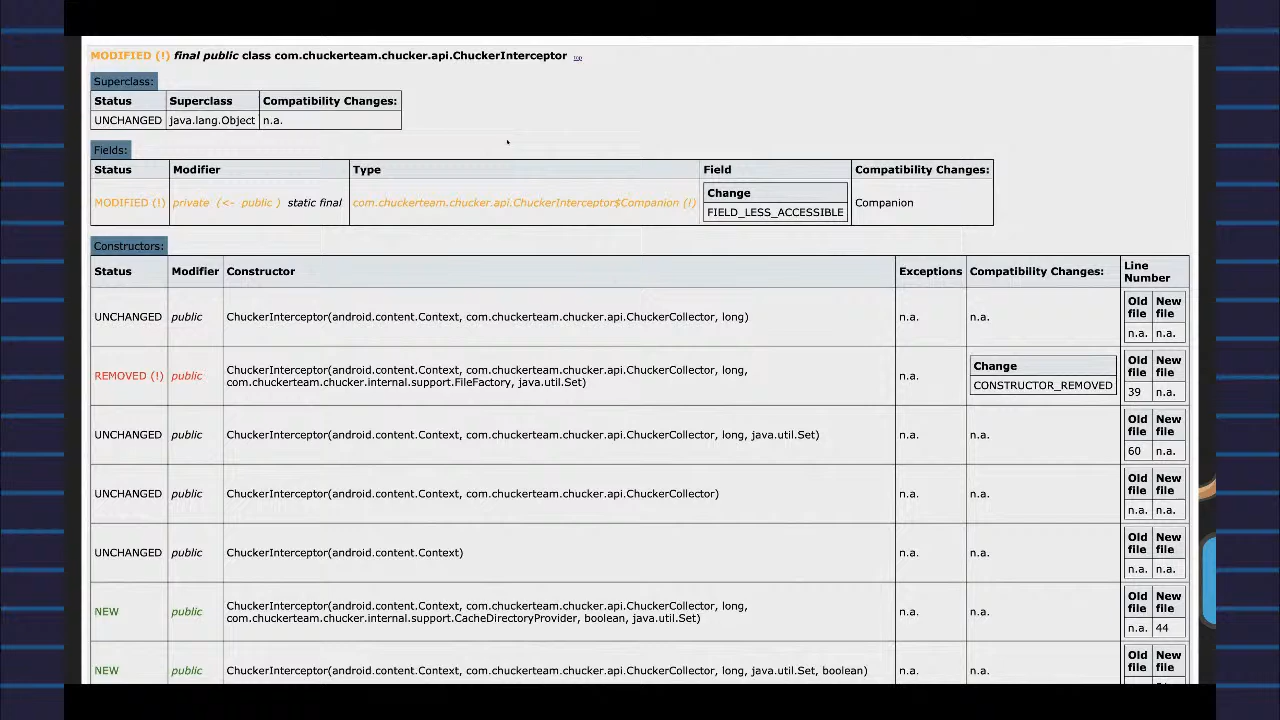 MODIFIED (!) final public class com.chuckerteam.chucker.api.ChuckerInterceptor top
Superclass:
Status Superclass Compatibility Changes:
UNCHANGED java.lang.Object n.a.
Fields:
Status Modifier Type Field Compatibility Changes:
MODIFIED (!) private (<- public ) static final com.chuckerteam.chucker.api.ChuckerInterceptor$Companion (!) Change Companion
FIELD_LESS_ACCESSIBLE
Constructors:
Status Modifier Constructor Exceptions Compatibility Changes: Line Number
UNCHANGED public ChuckerInterceptor(android.content.Context, com.chuckerteam.chucker.api.ChuckerCollector, long) n.a. n.a. Old file New file
n.a. n.a.
REMOVED (!) public ChuckerInterceptor(android.content.Context, com.chuckerteam.chucker.api.ChuckerCollector, long, n.a. Change Old file New file
com.chuckerteam.chucker.internal.support.FileFactory, java.util.Set) CONSTRUCTOR_REMOVED 39 n.a.
UNCHANGED public ChuckerInterceptor(android.content.Context, com.chuckerteam.chucker.api.ChuckerCollector, long, java.util.Set) n.a. n.a. Old file New file
60 n.a.
UNCHANGED public ChuckerInterceptor(android.content.Context, com.chuckerteam.chucker.api.ChuckerCollector) n.a. n.a. Old file New file
n.a. n.a.
UNCHANGED public ChuckerInterceptor(android.content.Context) n.a. n.a. Old file New file
n.a. n.a.
NEW public ChuckerInterceptor(android.content.Context, com.chuckerteam.chucker.api.ChuckerCollector, long, n.a. n.a. Old file New file
com.chuckerteam.chucker.internal.support.CacheDirectoryProvider, boolean, java.util.Set) n.a. 44
NEW public ChuckerInterceptor(android.content.Context, com.chuckerteam.chucker.api.ChuckerCollector, long, java.util.Set, boolean) n.a. n.a. Old file New file